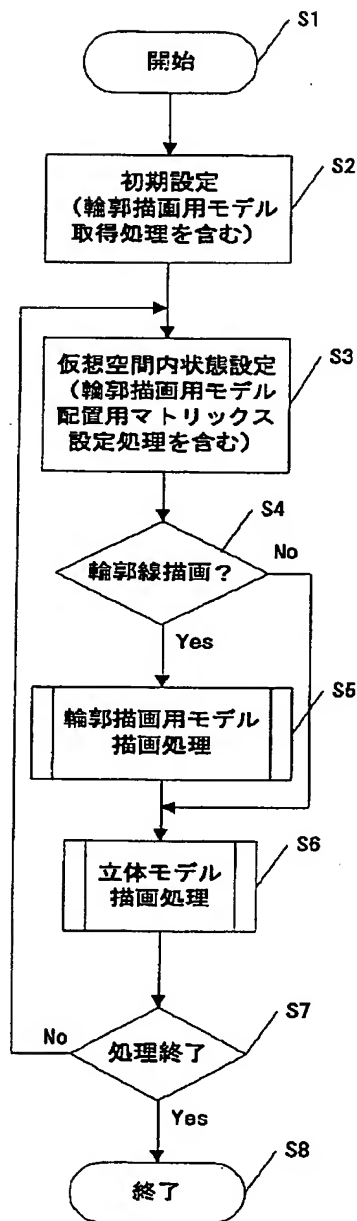 S1
開始
S2
初期設定
（輪郭描画用モデル
取得処理を含む）
S3
仮想空間内状態設定
（輪郭描画用モデル
配置用マトリックス
設定処理を含む）
S4
輪郭線描画？
No
Yes
S5
輪郭描画用モデル
描画処理
S6
立体モデル
描画処理
S7
No
処理終了
Yes
S8
終了